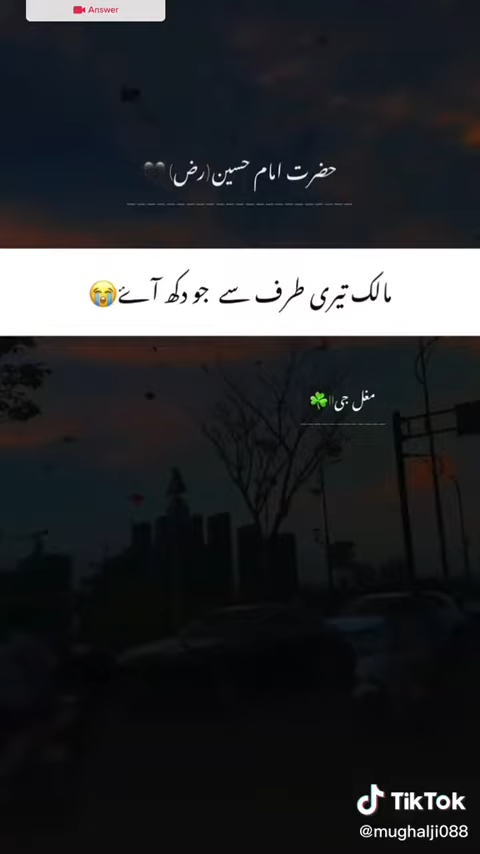 Answer
حضرت امام حسین(رض)🖤
مالک تیری طرف سے جو دکھ آئے😭
مغل جی||☘️
TikTok
@mughalji088